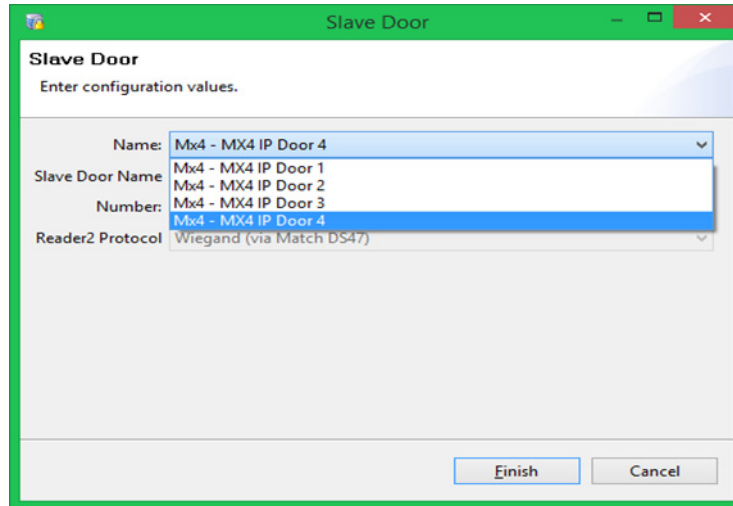 Slave Door
Slave Door
Enter configuration values.
Name: Mx4 - MX4 IP Door 4
Mx4 - MX4 IP Door 1
Slave Door Name
Mx4 - MX4 IP Door 2
Number: Mx4 - MX4 IP Door 3
Mx4 - MX4 IP Door 4
Reader2 Protocol Wiegand (via Match DS47)
Finish Cancel